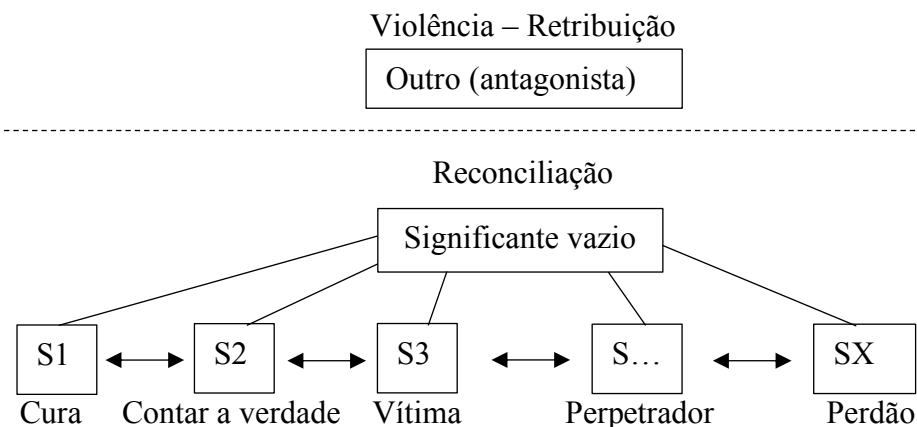 Violência – Retribuição
Outro (antagonista)
Reconciliação
Significante vazio
S1 S2 S3 S... SX
Cura Contar a verdade Vítima Perpetrador Perdão